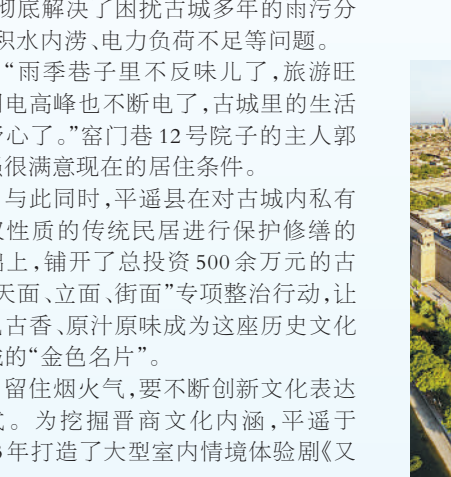 彻底解决了困扰古城多年的雨污分
积水内涝、电力负荷不足等问题。
“雨季巷子里不反味儿了,旅游旺
用电高峰也不断电了,古城里的生活
舒心了。”窑门巷12号院子的主人郭
强很满意现在的居住条件。
与此同时,平遥县在对古城内私有
权性质的传统民居进行保护修缮的
础上,铺开了总投资500余万元的古
“天面、立面、街面”专项整治行动,让
古香、原汁原味成为这座历史文化
城的“金色名片”。
留住烟火气,要不断创新文化表达
式。为挖掘晋商文化内涵,平遥于
年打造了大型室内情境体验剧《又